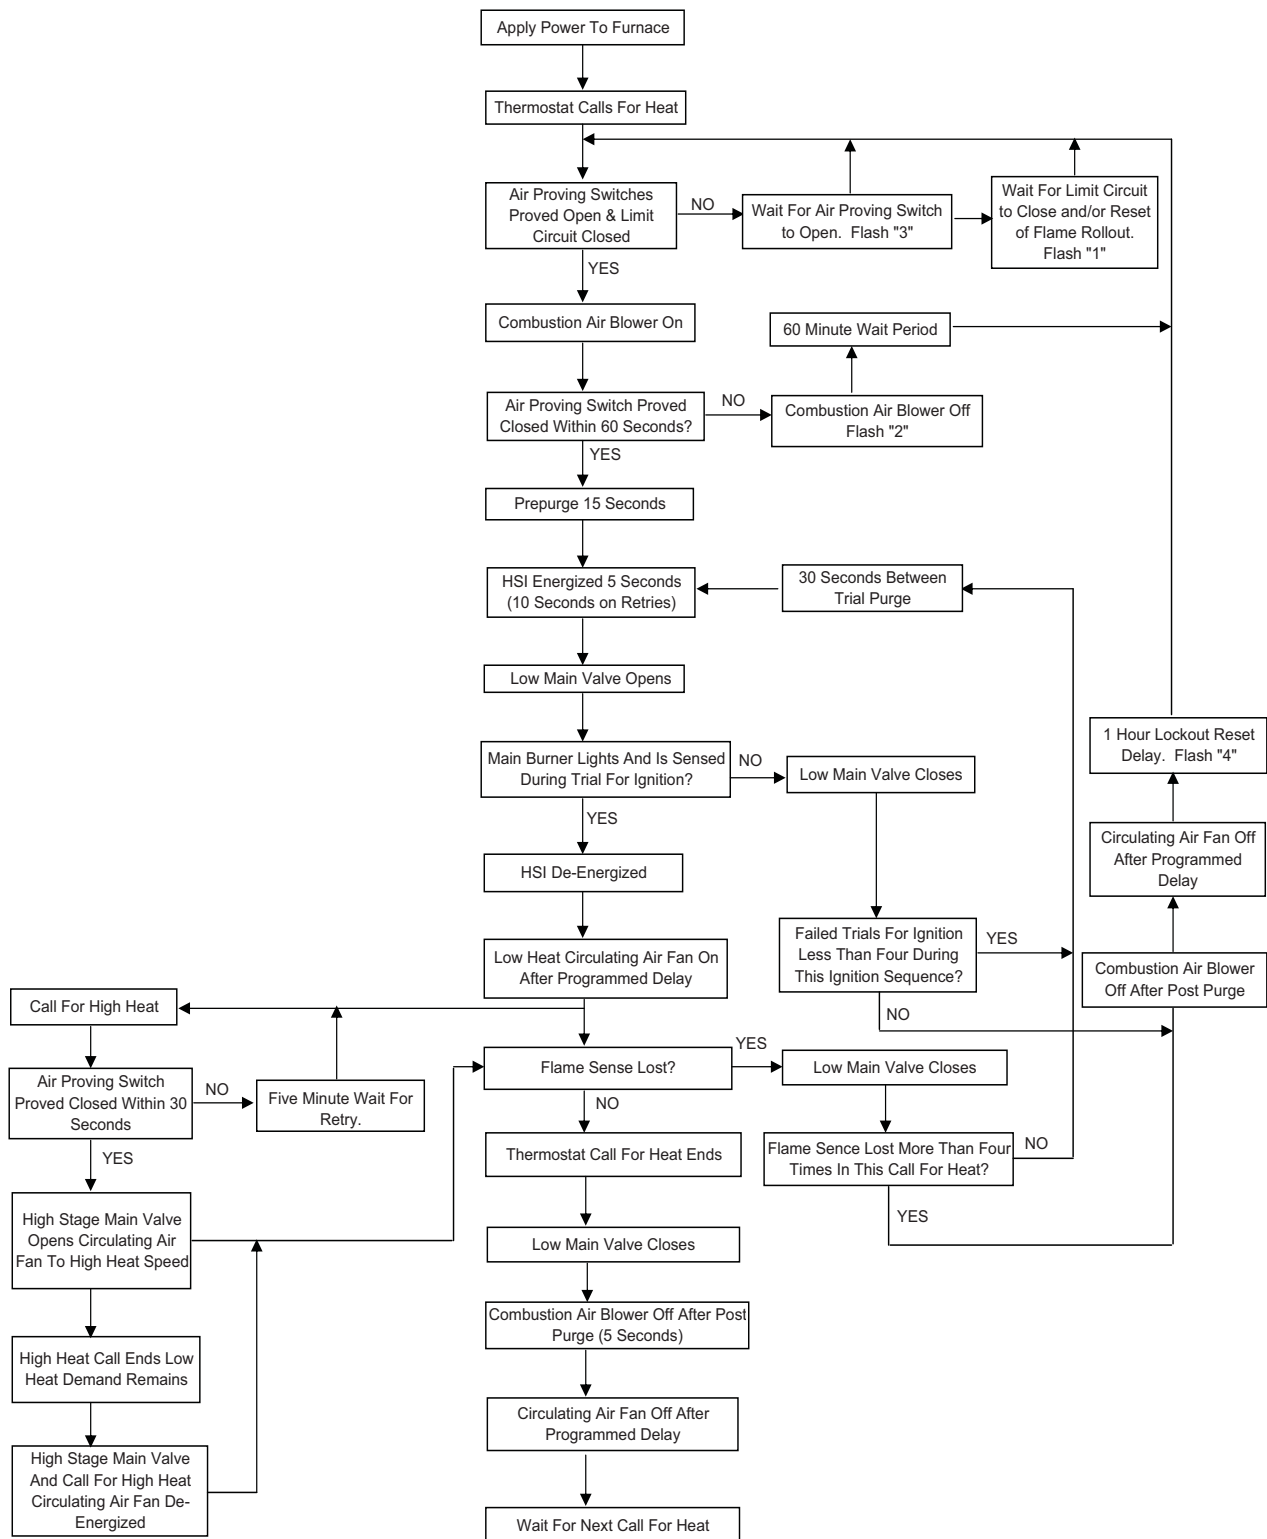 Apply Power To Furnace
Thermostat Calls For Heat
Air Proving Switches
Proved Open & Limit
Circuit Closed
NO
Wait For Air Proving Switch
to Open. Flash "3"
Wait For Limit Circuit
to Close and/or Reset
of Flame Rollout.
Flash "1"
YES
Combustion Air Blower On
60 Minute Wait Period
Air Proving Switch Proved
Closed Within 60 Seconds?
NO
Combustion Air Blower Off
Flash "2"
YES
Prepurge 15 Seconds
HSI Energized 5 Seconds
(10 Seconds on Retries)
30 Seconds Between
Trial Purge
Low Main Valve Opens
Main Burner Lights And Is Sensed
During Trial For Ignition?
NO
Low Main Valve Closes
1 Hour Lockout Reset
Delay. Flash "4"
YES
HSI De-Energized
Circulating Air Fan Off
After Programmed
Delay
Failed Trials For Ignition
Less Than Four During
This Ignition Sequence?
YES
NO
Combustion Air Blower
Off After Post Purge
Low Heat Circulating Air Fan On
After Programmed Delay
Call For High Heat
Air Proving Switch
Proved Closed Within 30
Seconds
NO
Five Minute Wait For
Retry.
YES
Flame Sense Lost?
YES
Low Main Valve Closes
NO
Thermostat Call For Heat Ends
Flame Sence Lost More Than Four
Times In This Call For Heat?
NO
YES
High Stage Main Valve
Opens Circulating Air
Fan To High Heat Speed
Low Main Valve Closes
Combustion Air Blower Off After Post
Purge (5 Seconds)
High Heat Call Ends Low
Heat Demand Remains
Circulating Air Fan Off After
Programmed Delay
High Stage Main Valve
And Call For High Heat
Circulating Air Fan De-
Energized
Wait For Next Call For Heat